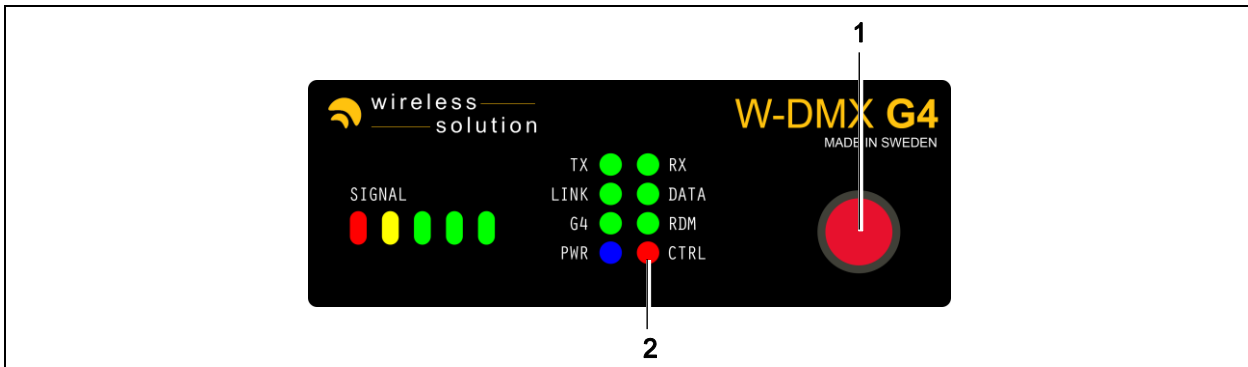 1
wireless
solution
W-DMX G4
MADE IN SWEDEN
SIGNAL
TX RX
LINK DATA
G4 RDM
PWR CTRL
2